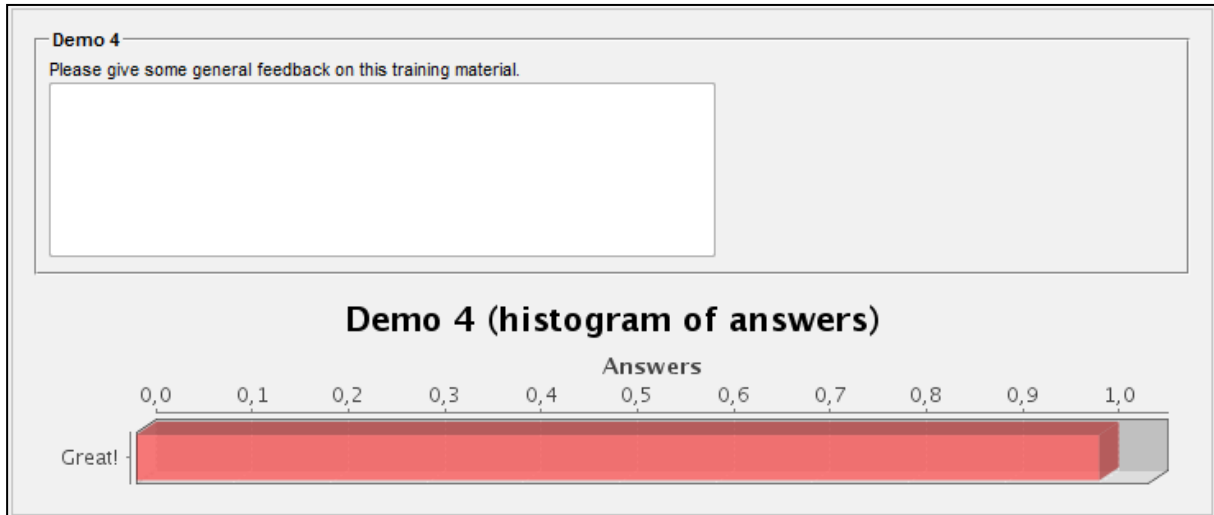 Demo 4
Please give some general feedback on this training material.
Demo 4 (histogram of answers)
Answers
0,0 0,1 0,2 0,3 0,4 0,5 0,6 0,7 0,8 0,9 1,0
Great!